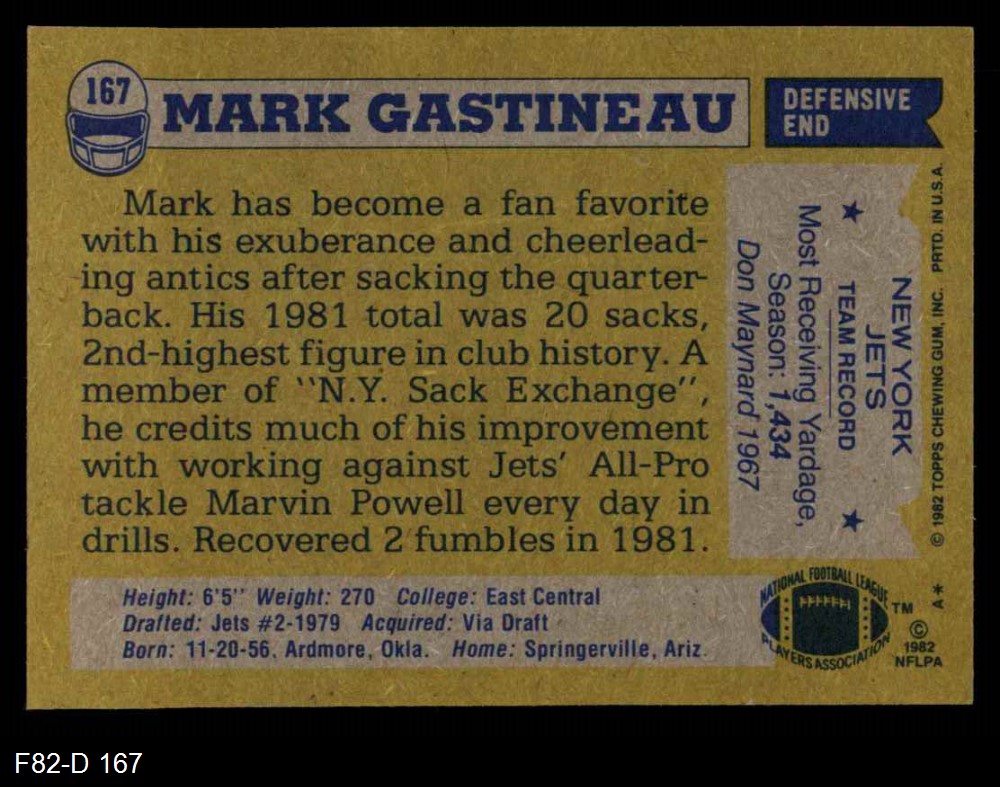 167
MARK GASTINEAU
DEFENSIVE
END
Mark has become a fan favorite
with his exuberance and cheerlead-
ing antics after sacking the quarter-
back. His 1981 total was 20 sacks,
2nd-highest figure in club history. A
member of "N.Y. Sack Exchange",
he credits much of his improvement
with working against Jets' All-Pro
tackle Marvin Powell every day in
drills. Recovered 2 fumbles in 1981.
NEW YORK
JETS
★ TEAM RECORD ★
Most Receiving Yardage,
Season: 1,434
Don Maynard 1967
© 1982 TOPPS CHEWING GUM, INC. PRTD. IN U.S.A.
Height: 6'5" Weight: 270 College: East Central
Drafted: Jets #2-1979 Acquired: Via Draft
Born: 11-20-56, Ardmore, Okla. Home: Springerville, Ariz.
NATIONAL FOOTBALL LEAGUE
PLAYERS ASSOCIATION
TM
A*
©
1982
NFLPA
F82-D 167